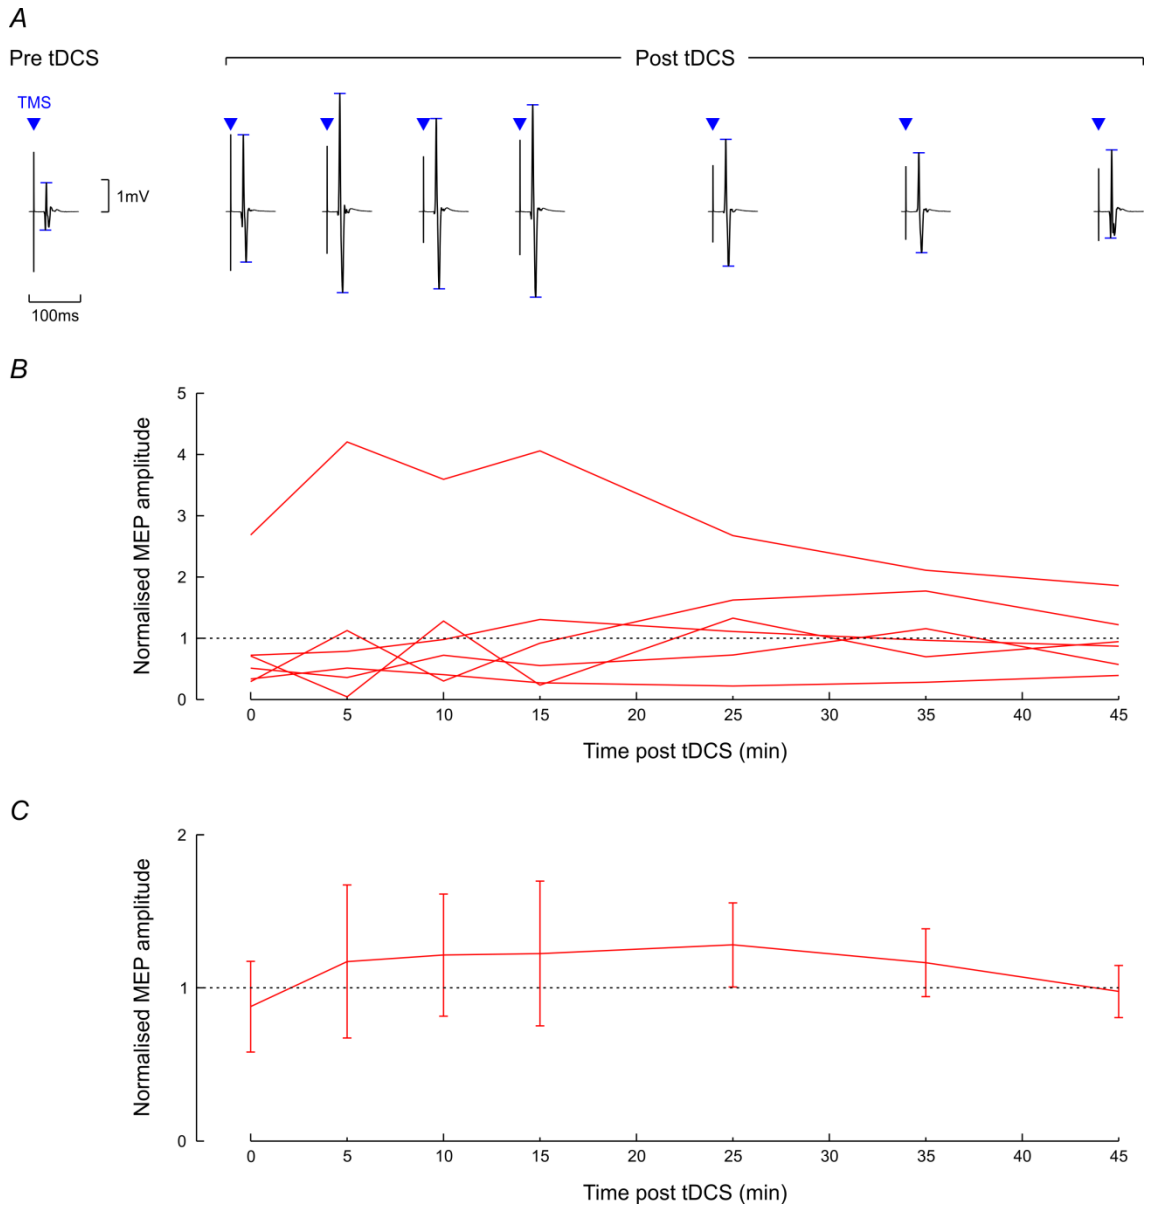 A
Pre tDCS
Post tDCS
TMS
1mV
100ms
B
Normalised MEP amplitude
5
4
3
2
1
0
0 5 10 15 20 25 30 35 40 45
Time post tDCS (min)
C
Normalised MEP amplitude
2
1
0
0 5 10 15 20 25 30 35 40 45
Time post tDCS (min)